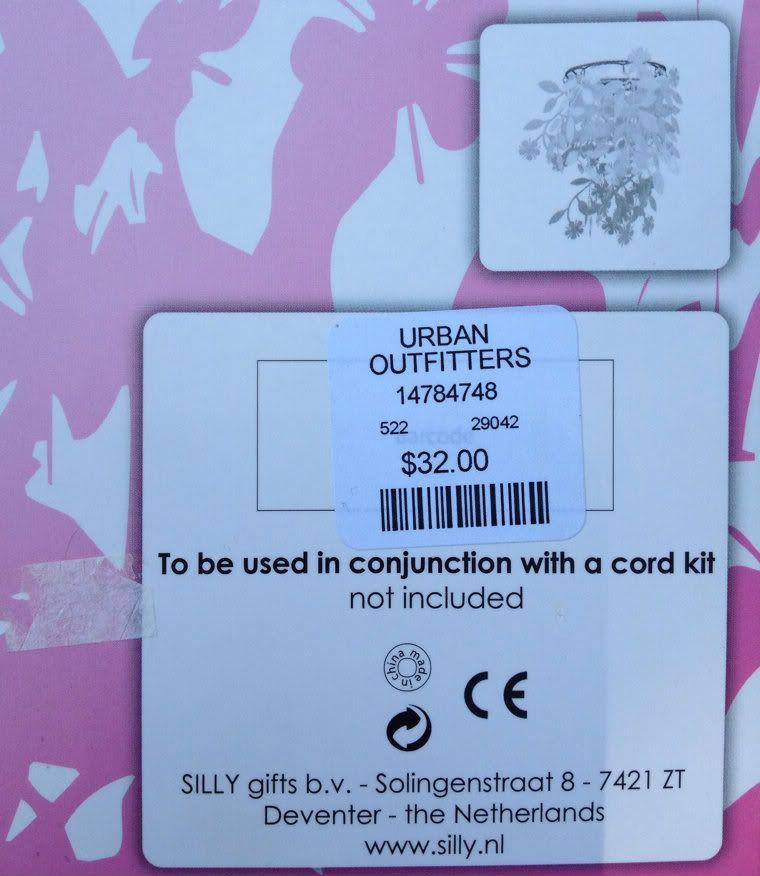 URBAN
OUTFITTERS
14784748
522 29042
barcode
$32.00
To be used in conjunction with a cord kit
not included
made in china
CE
SILLY gifts b.v. - Solingenstraat 8 - 7421 ZT
Deventer - the Netherlands
www.silly.nl